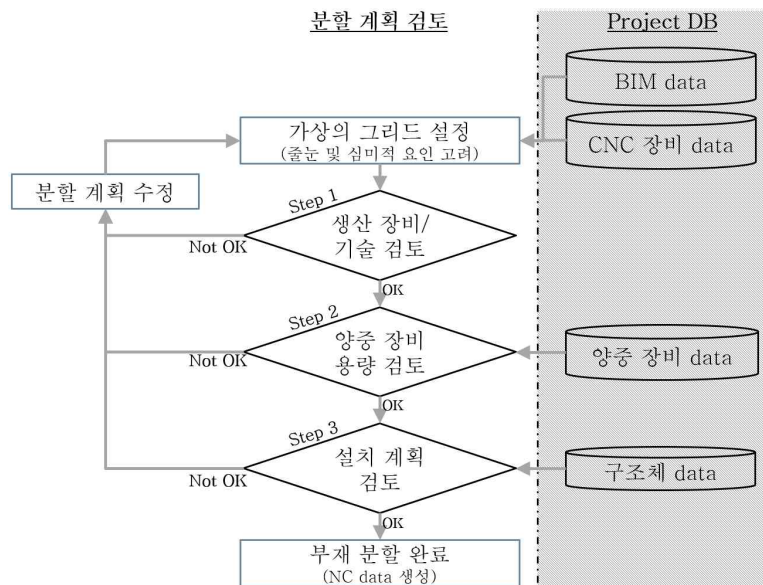 분할 계획 검토
Project DB
BIM data
가상의 그리드 설정
(줄눈 및 심미적 요인 고려)
CNC 장비 data
분할 계획 수정
Step 1
생산 장비/
기술 검토
Not OK
OK
Step 2
양중 장비
용량 검토
양중 장비 data
Not OK
OK
Step 3
설치 계획
검토
구조체 data
Not OK
OK
부재 분할 완료
(NC data 생성)